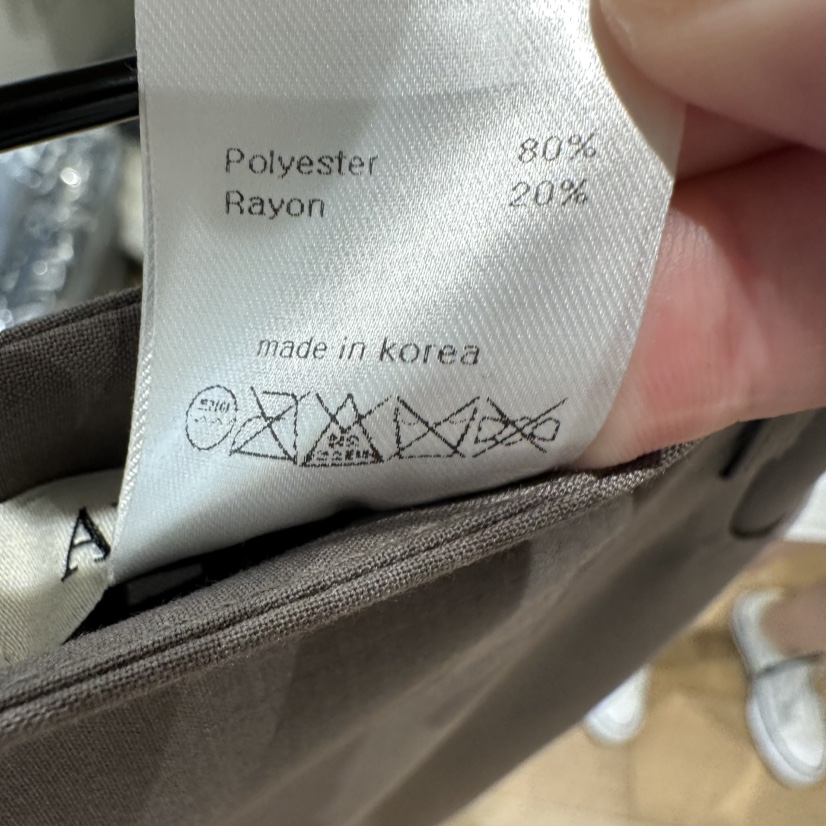 Polyester 80%
Rayon 20%
made in korea
A